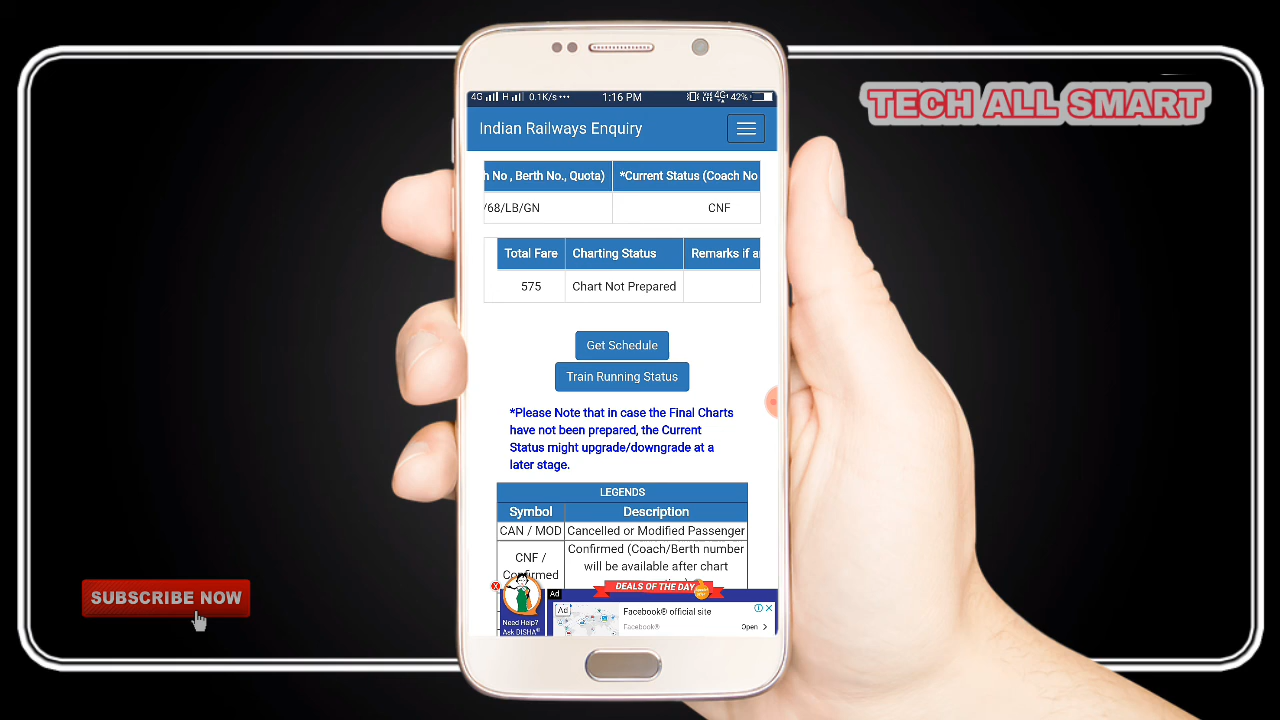 TECH ALL SMART
4G H 0.1K/s ••• 1:16 PM 4G 42%
Indian Railways Enquiry
h No , Berth No., Quota) *Current Status (Coach No
/68/LB/GN CNF
Total Fare Charting Status Remarks if a
575 Chart Not Prepared
Get Schedule
Train Running Status
*Please Note that in case the Final Charts
have not been prepared, the Current
Status might upgrade/downgrade at a
later stage.
LEGENDS
Symbol Description
CAN / MOD Cancelled or Modified Passenger
CNF /
Confirmed
Confirmed (Coach/Berth number
will be available after chart
DEALS OF THE DAY
Ad
Ad
Facebook® official site
Facebook®
Open
X
Need Help?
Ask DISHA
SUBSCRIBE NOW